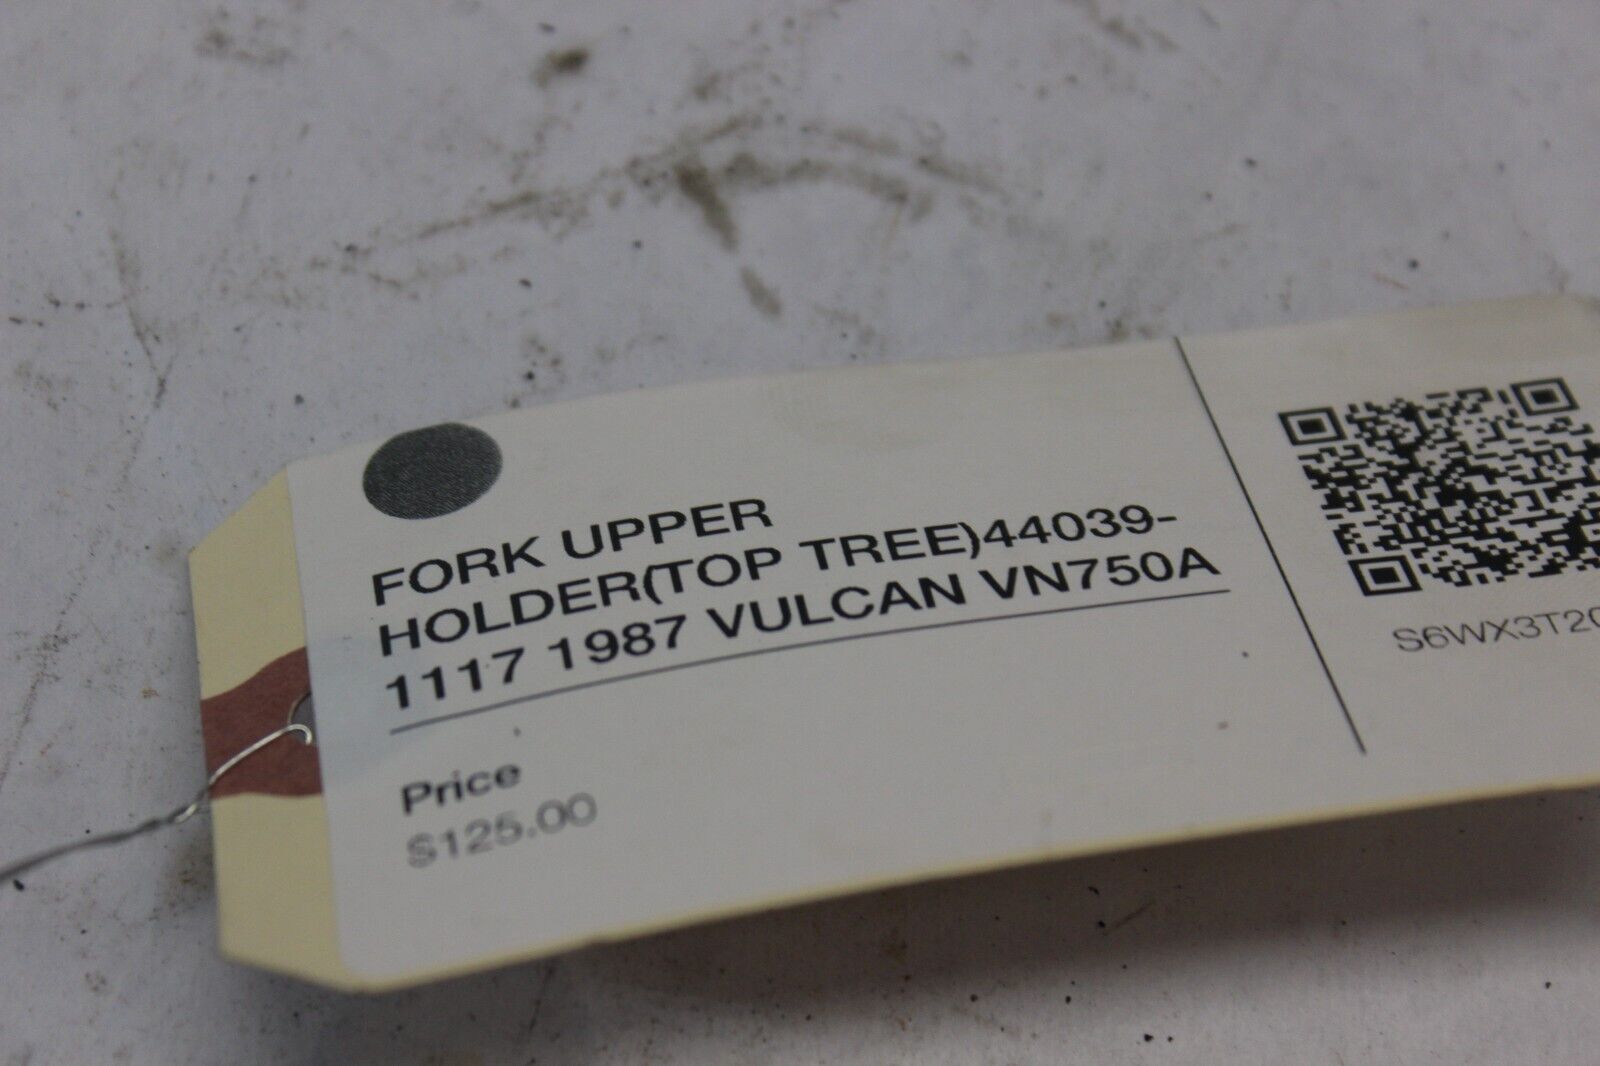 FORK UPPER
HOLDER(TOP TREE)44039-
1117 1987 VULCAN VN750A
Price
$125.00
S6WX3T20